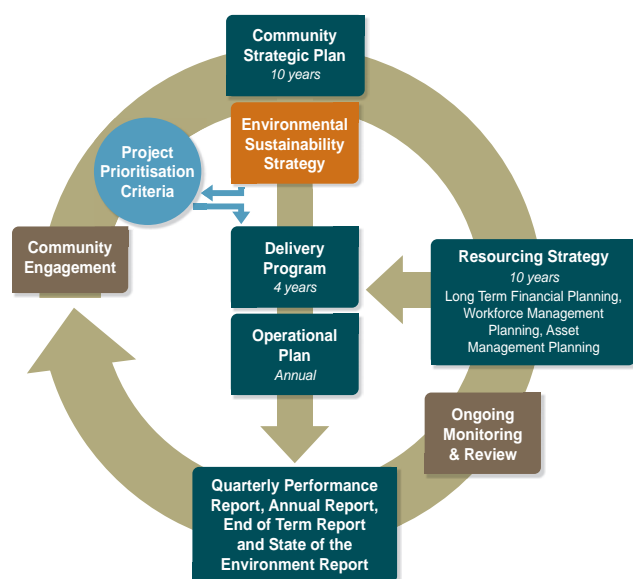 Community
Strategic Plan
10 years
Environmental
Sustainability
Strategy
Project
Prioritisation
Criteria
Community
Engagement
Delivery
Program
4 years
Resourcing Strategy
10 years
Long Term Financial Planning,
Workforce Management
Planning, Asset
Management Planning
Operational
Plan
Annual
Ongoing
Monitoring
& Review
Quarterly Performance
Report, Annual Report,
End of Term Report
and State of the
Environment Report